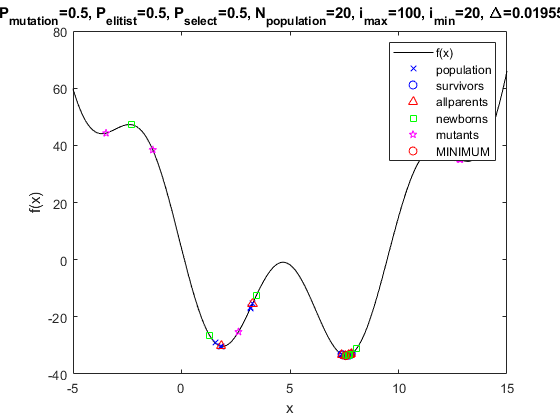 P_mutation=0.5, P_elitist=0.5, P_select=0.5, N_population=20, i_max=100, i_min=20, Δ=0.01955
80
60
40
20
0
-20
-40
f(x)
-5
0
5
10
15
x
f(x)
population
survivors
allparents
newborns
mutants
MINIMUM